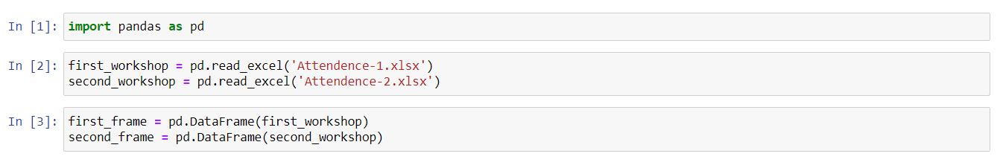 In [1]: import pandas as pd
In [2]: first_workshop = pd.read_excel('Attendence-1.xlsx')
second_workshop = pd.read_excel('Attendence-2.xlsx')
In [3]: first_frame = pd.DataFrame(first_workshop)
second_frame = pd.DataFrame(second_workshop)